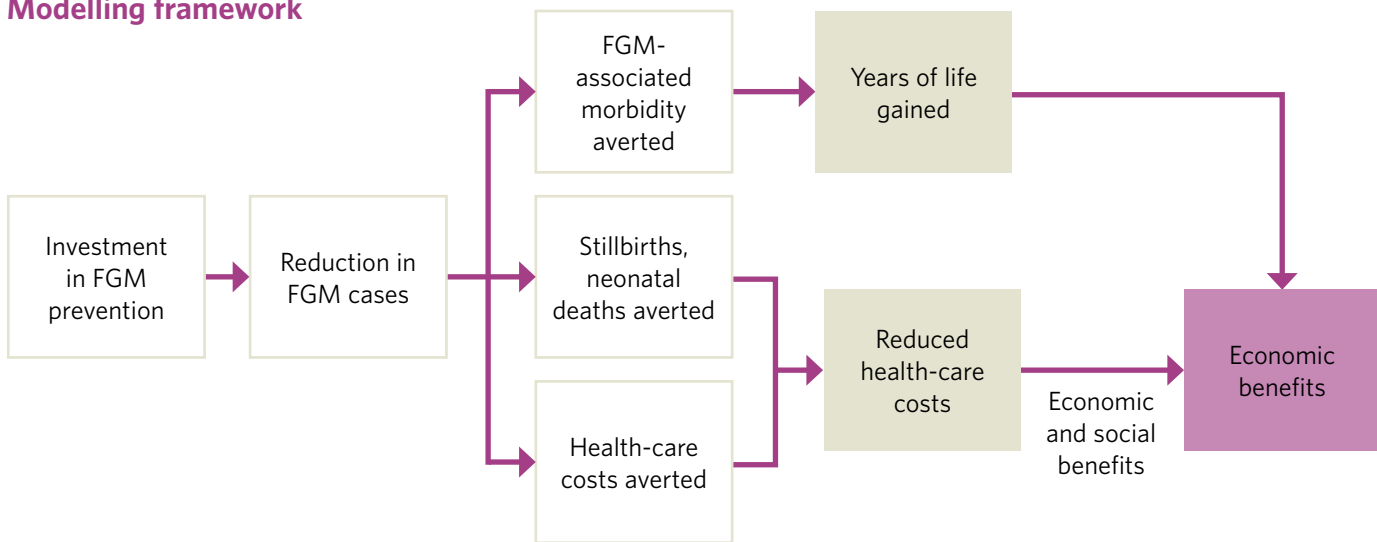 Modelling framework
FGM-
associated
morbidity
averted
Years of life
gained
Investment
in FGM
prevention
Reduction in
FGM cases
Stillbirths,
neonatal
deaths averted
Health-care
costs averted
Reduced
health-care
costs
Economic
and social
benefits
Economic
benefits